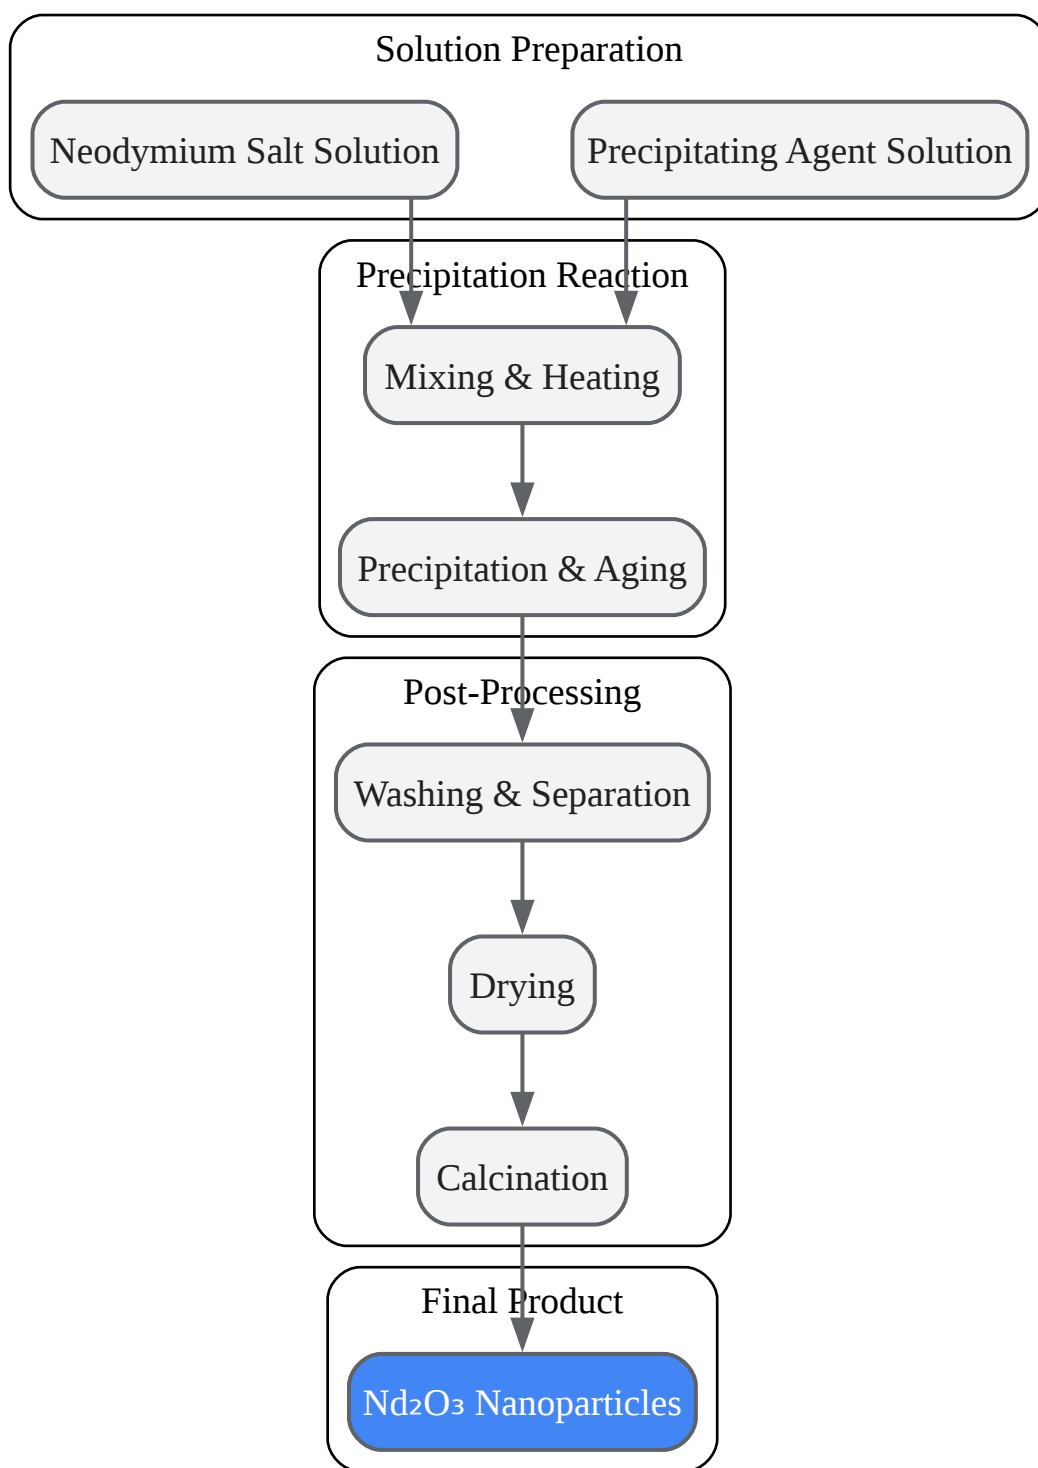 Solution Preparation
Neodymium Salt Solution
Precipitating Agent Solution
Precipitation Reaction
Mixing & Heating
Precipitation & Aging
Post-Processing
Washing & Separation
Drying
Calcination
Final Product
Nd₂O₃ Nanoparticles